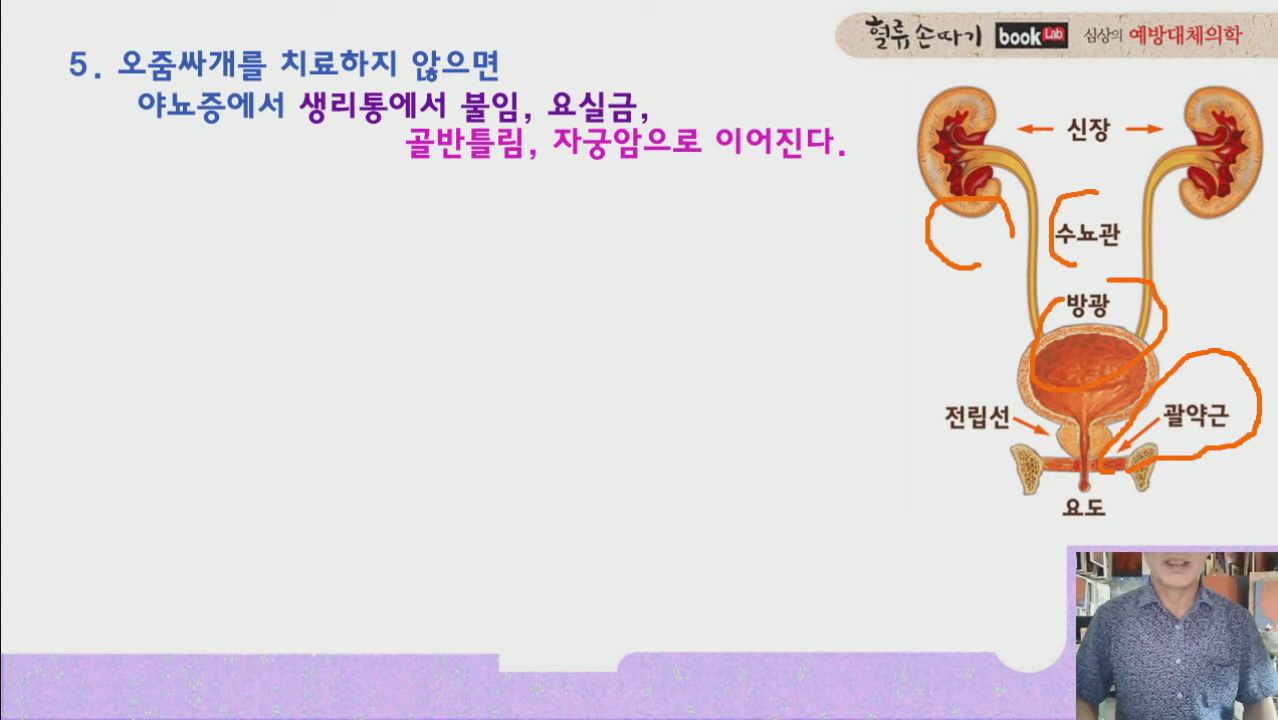 혈류 손따기 book Lab 심상의 예방대체의학
5. 오줌싸개를 치료하지 않으면
야뇨증에서 생리통에서 불임, 요실금,
골반틀림, 자궁암으로 이어진다.
신장
수뇨관
방광
전립선
괄약근
요도